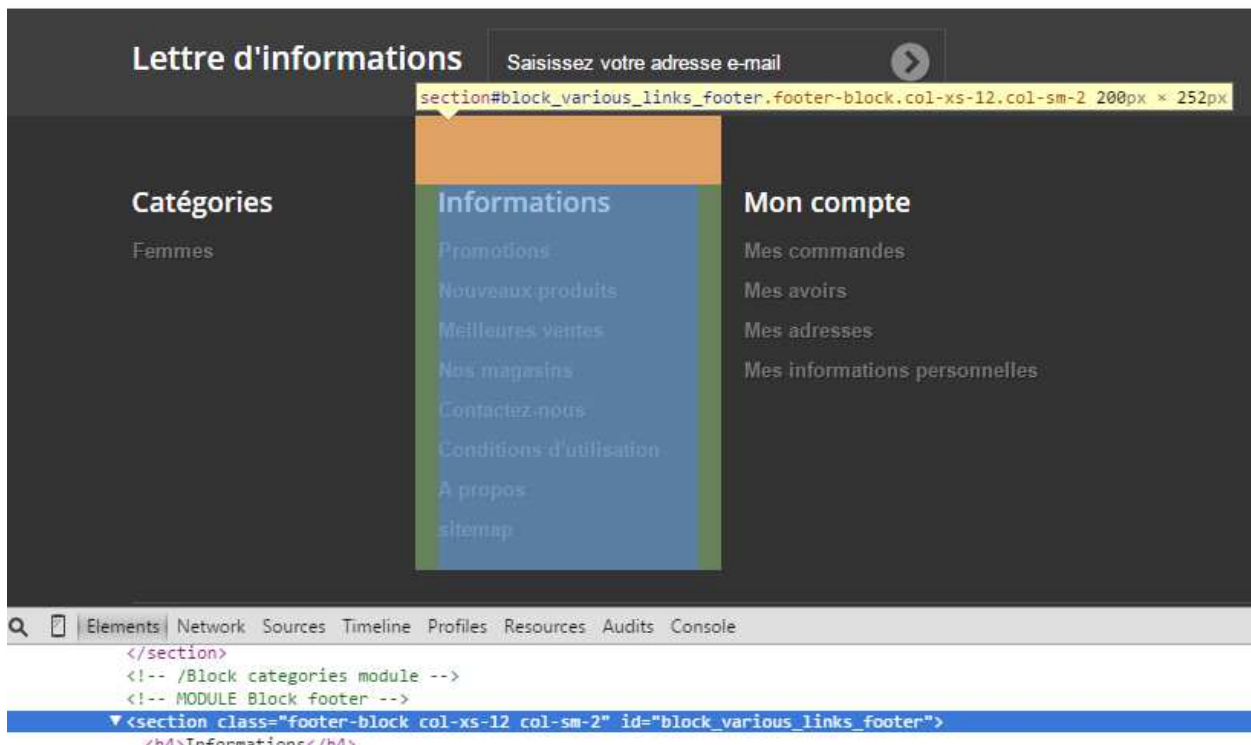 Lettre d'informations
Saisissez votre adresse e-mail
section#block_various_links_footer.footer-block.col-xs-12.col-sm-2 200px × 252px
Catégories
Femmes
Informations
Promotions
Nouveaux produits
Meilleures ventes
Nos magasins
Contactez-nous
Conditions d'utilisation
A propos
sitemap
Mon compte
Mes commandes
Mes avoirs
Mes adresses
Mes informations personnelles
Elements Network Sources Timeline Profiles Resources Audits Console
</section>
<!-- /Block categories module -->
<!-- MODULE Block footer -->
▼<section class="footer-block col-xs-12 col-sm-2" id="block_various_links_footer">
<h4>Informations</h4>